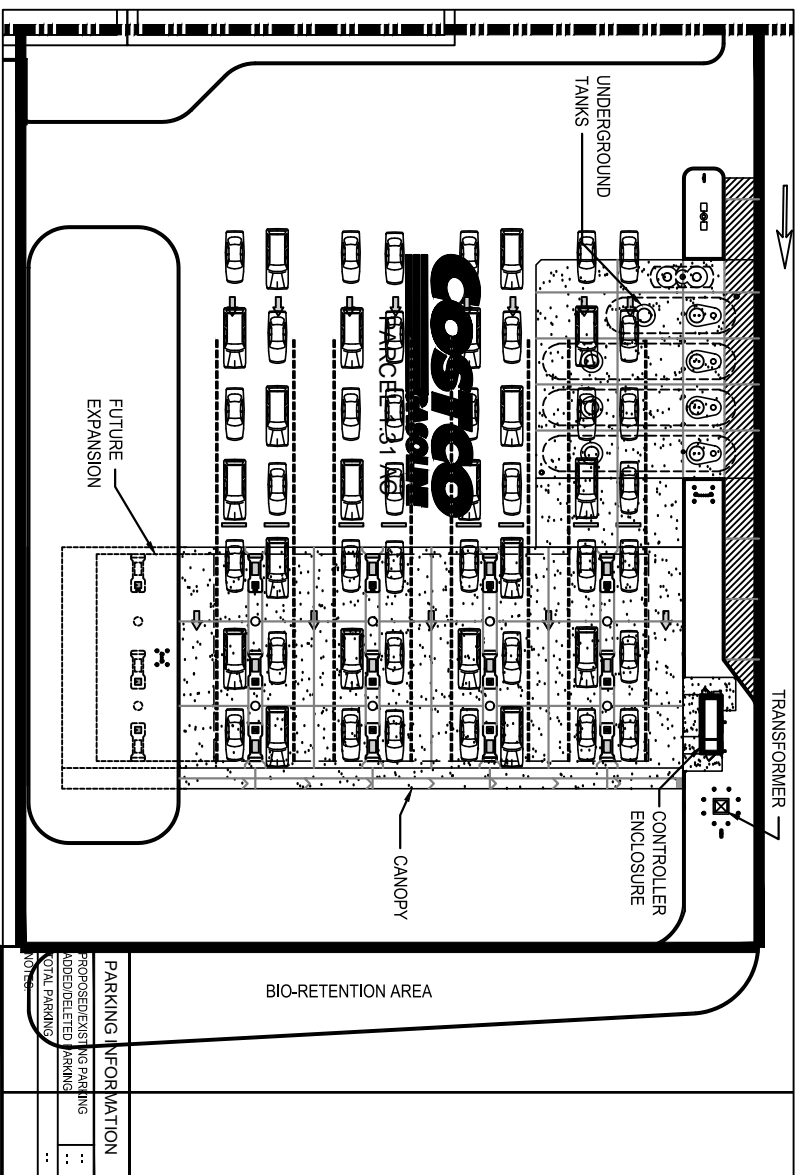 UNDERGROUND
TANKS
TRANSFORMER
COSTCO
GASOLINE
PARCEL 1.31 AC
FUTURE
EXPANSION
CONTROLLER
ENCLOSURE
CANOPY
BIO-RETENTION AREA
PARKING INFORMATION
PROPOSED/EXISTING PARKING --
ADDED/DELETED PARKING --
TOTAL PARKING --
NOTES: